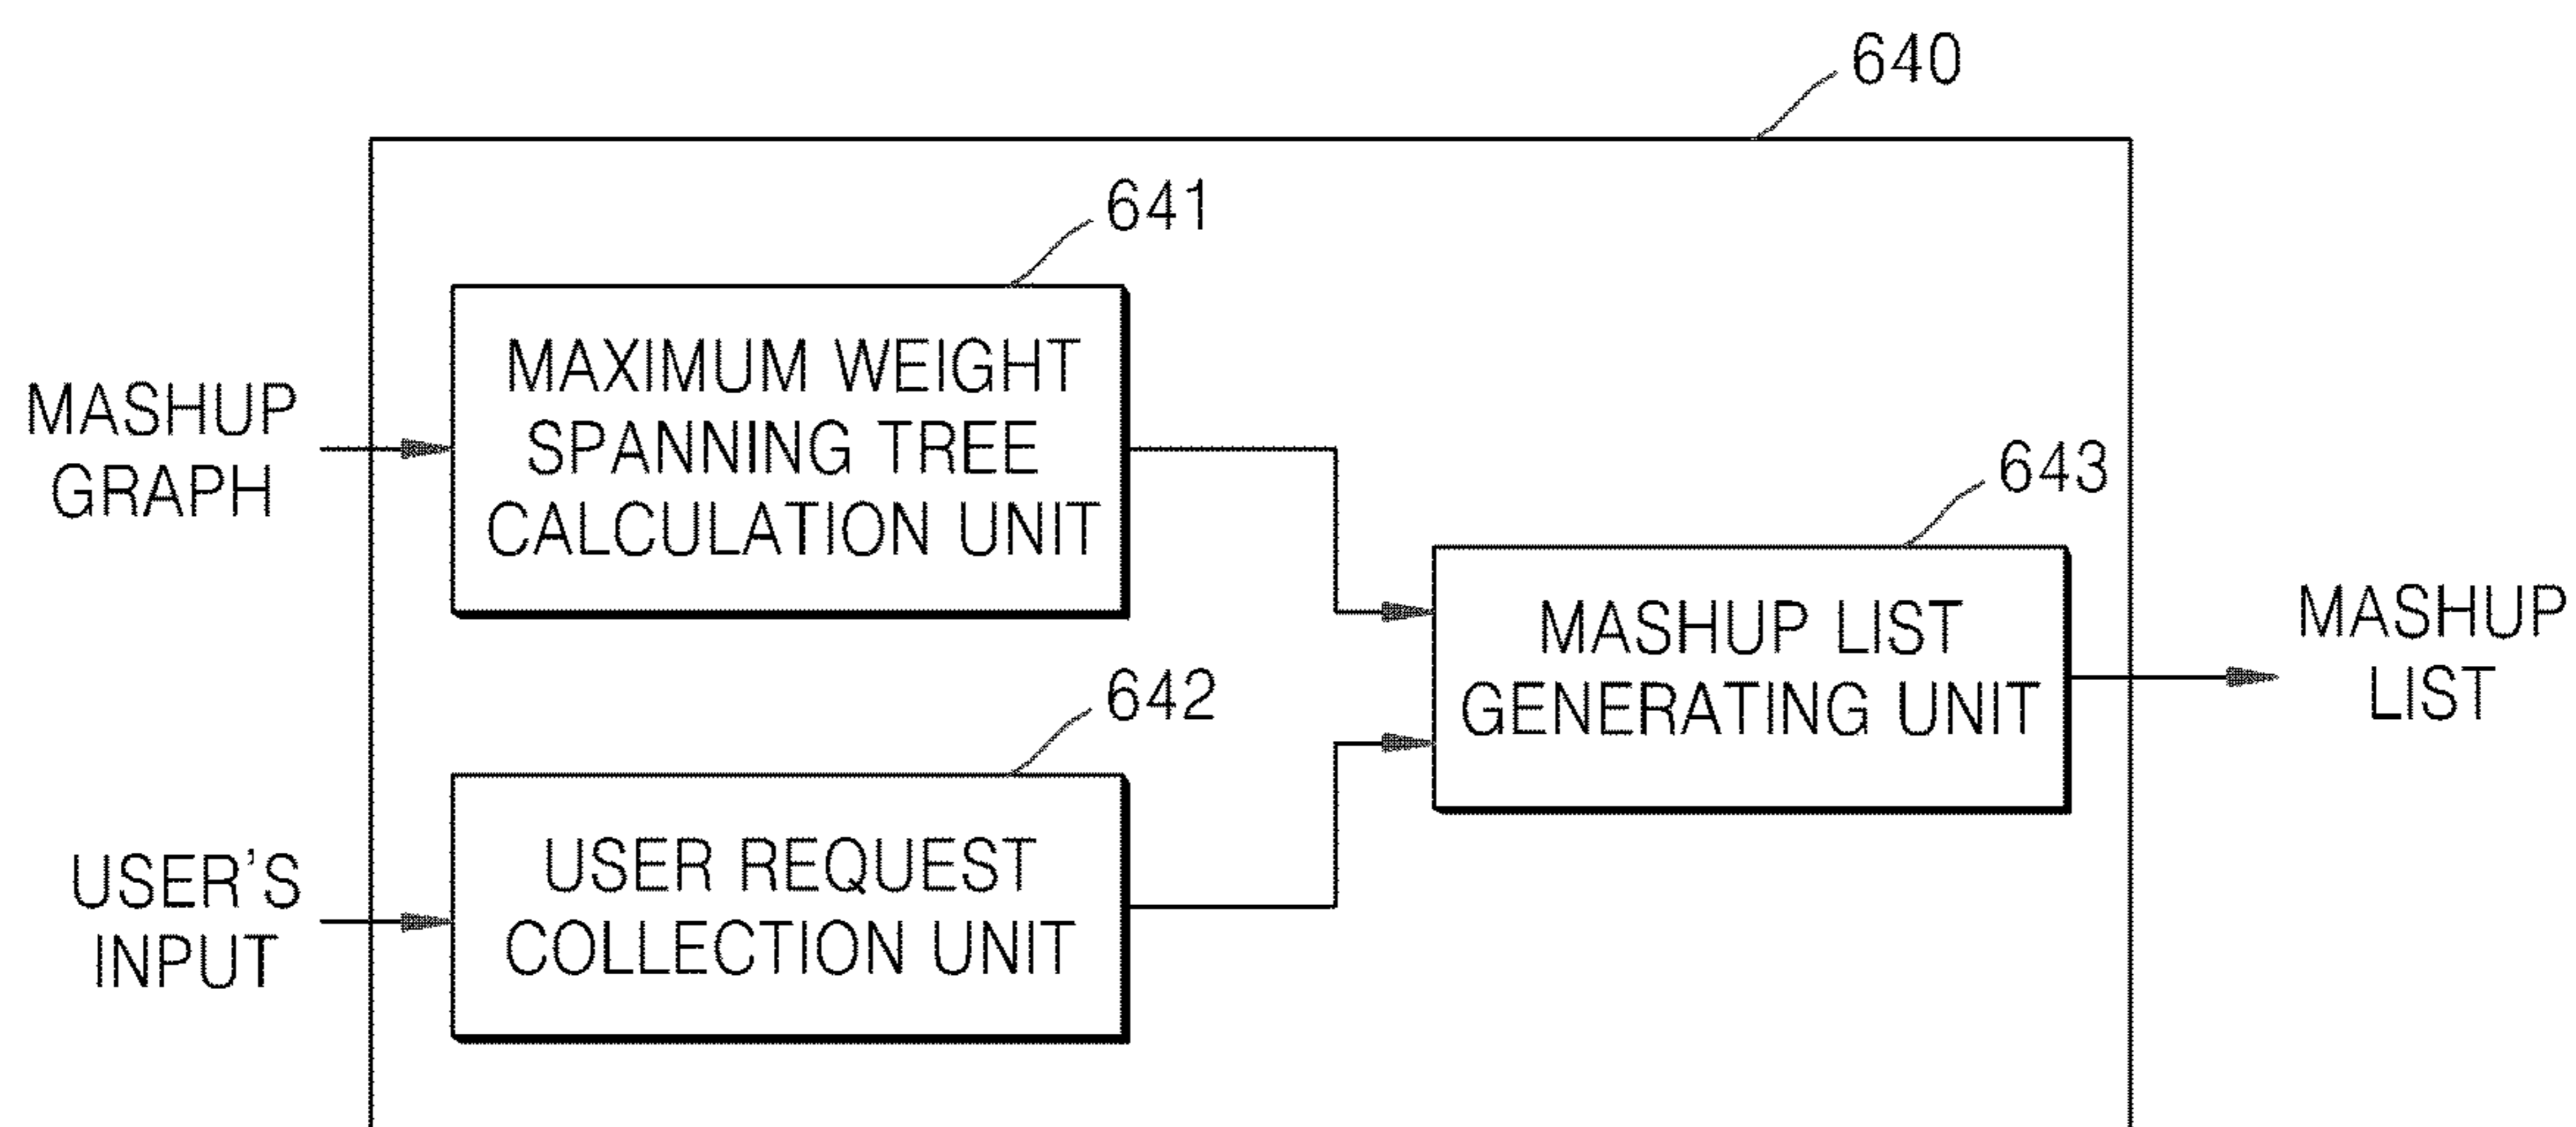 640
641
MAXIMUM WEIGHT
SPANNING TREE
CALCULATION UNIT
MASHUP
GRAPH
643
MASHUP LIST
GENERATING UNIT
MASHUP
LIST
642
USER REQUEST
COLLECTION UNIT
USER'S
INPUT